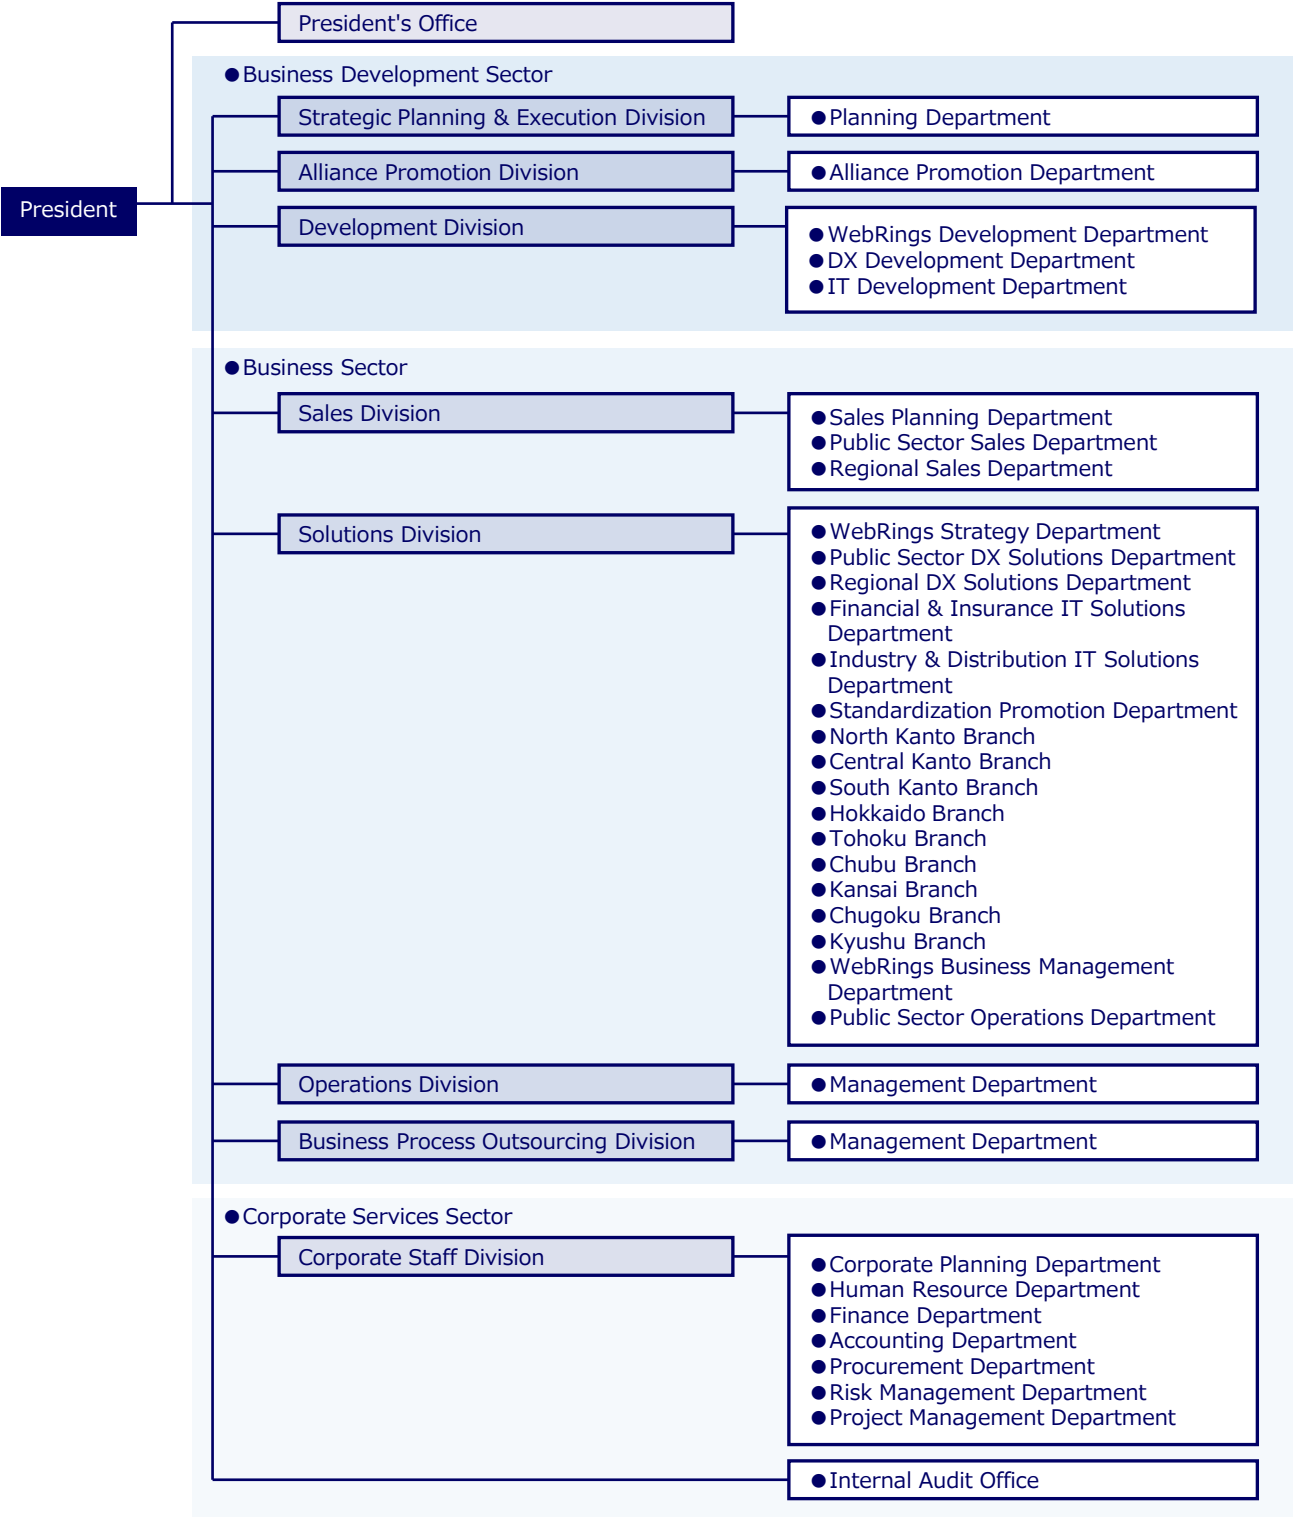 President's Office
●Business Development Sector
Strategic Planning & Execution Division
●Planning Department
Alliance Promotion Division
●Alliance Promotion Department
President
Development Division
●WebRings Development Department
●DX Development Department
●IT Development Department
●Business Sector
Sales Division
●Sales Planning Department
●Public Sector Sales Department
●Regional Sales Department
Solutions Division
●WebRings Strategy Department
●Public Sector DX Solutions Department
●Regional DX Solutions Department
●Financial & Insurance IT Solutions
Department
●Industry & Distribution IT Solutions
Department
●Standardization Promotion Department
●North Kanto Branch
●Central Kanto Branch
●South Kanto Branch
●Hokkaido Branch
●Tohoku Branch
●Chubu Branch
●Kansai Branch
●Chugoku Branch
●Kyushu Branch
●WebRings Business Management
Department
●Public Sector Operations Department
Operations Division
●Management Department
Business Process Outsourcing Division
●Management Department
●Corporate Services Sector
Corporate Staff Division
●Corporate Planning Department
●Human Resource Department
●Finance Department
●Accounting Department
●Procurement Department
●Risk Management Department
●Project Management Department
●Internal Audit Office